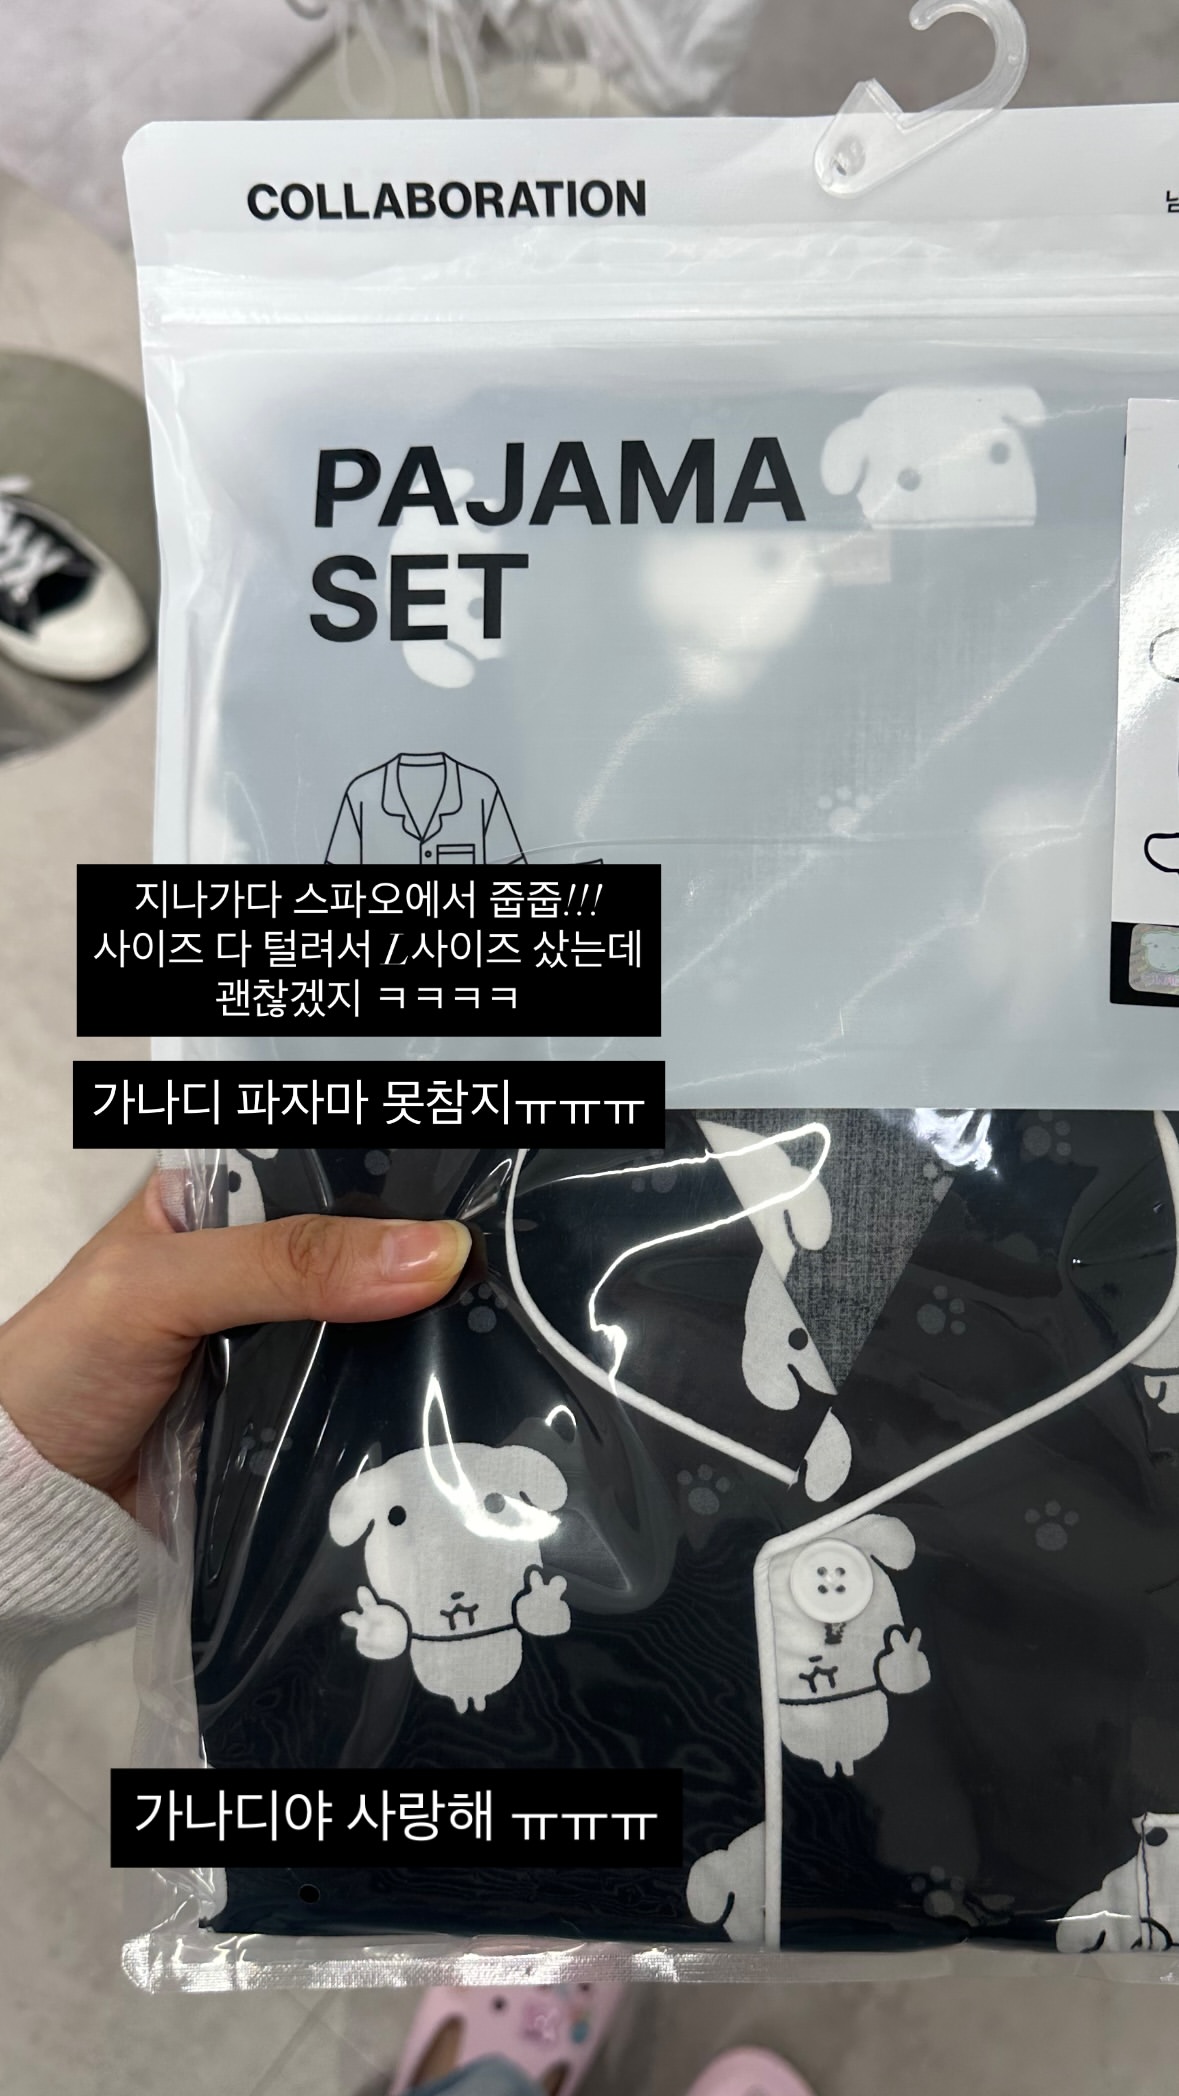 COLLABORATION
PAJAMA
SET
지나가다 스파오에서 줍줍!!!
사이즈 다 털려서 L사이즈 샀는데
괜찮겠지 ㅋㅋㅋㅋ
가나디 파자마 못참지ㅠㅠㅠ
가나디야 사랑해 ㅠㅠㅠ